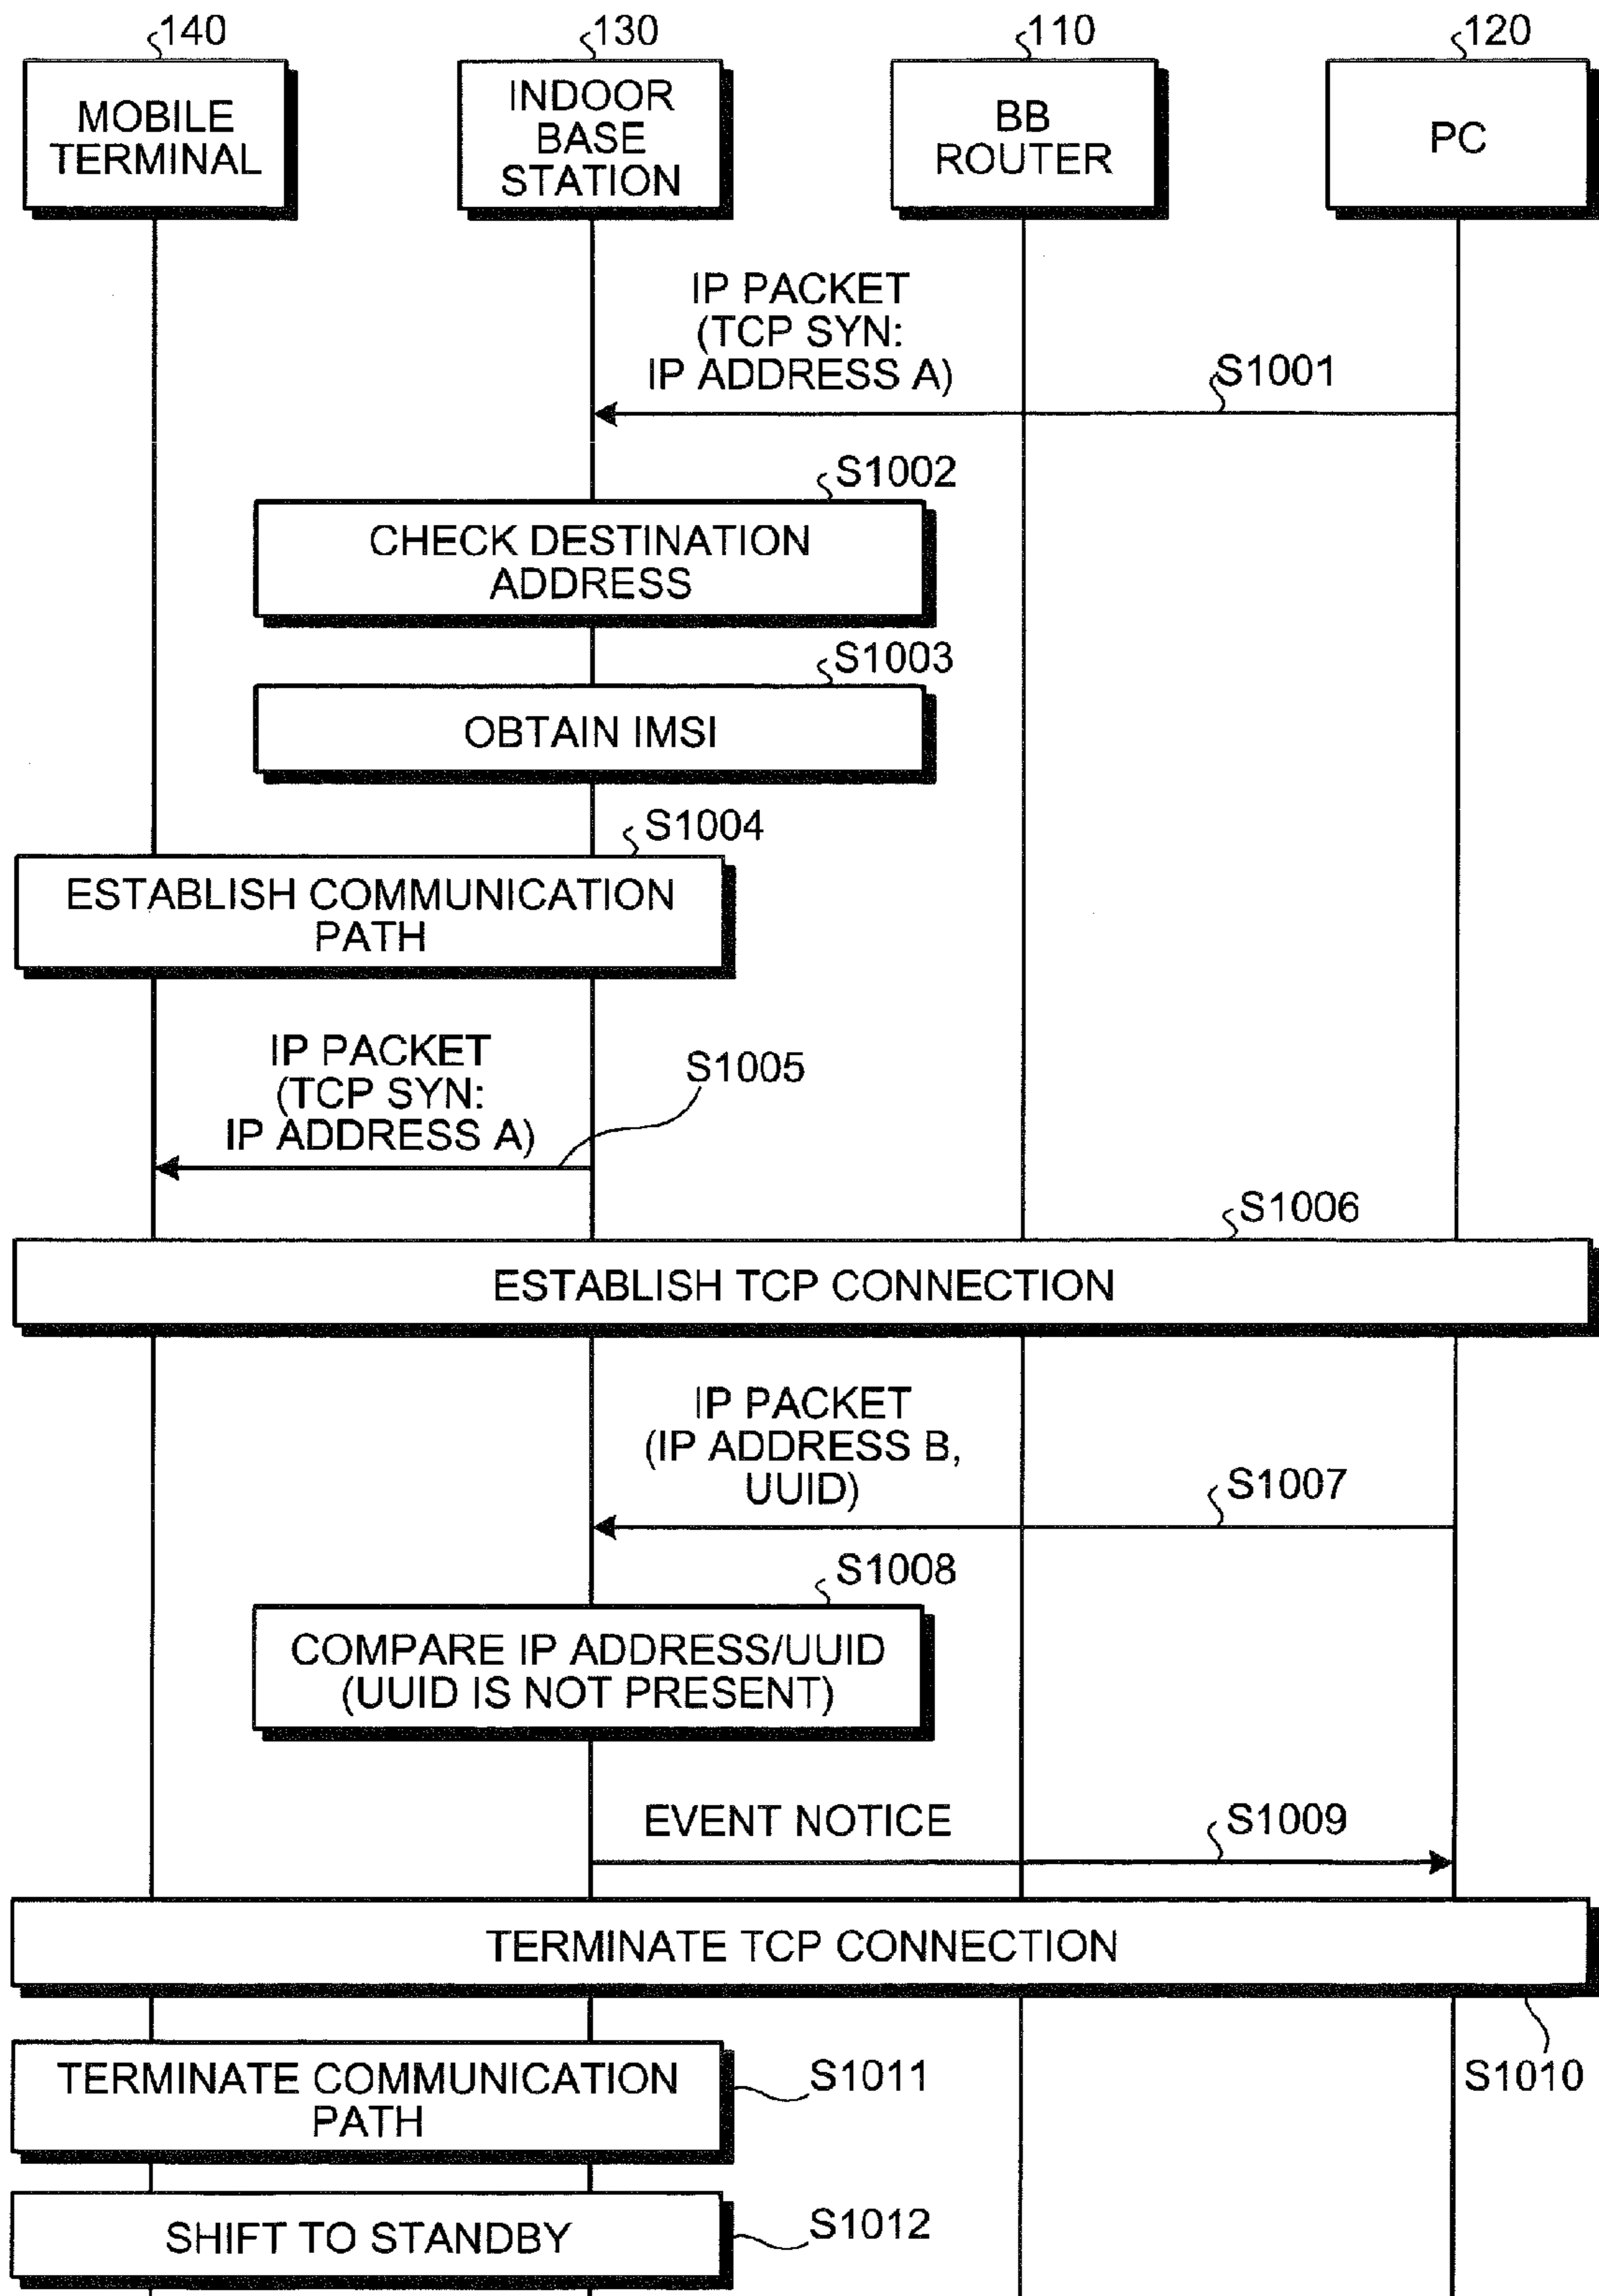 140
130
110
120
MOBILE
TERMINAL
INDOOR
BASE
STATION
BB
ROUTER
PC
IP PACKET
(TCP SYN:
IP ADDRESS A)
S1001
S1002
CHECK DESTINATION
ADDRESS
S1003
OBTAIN IMSI
S1004
ESTABLISH COMMUNICATION
PATH
IP PACKET
(TCP SYN:
IP ADDRESS A)
S1005
S1006
ESTABLISH TCP CONNECTION
IP PACKET
(IP ADDRESS B,
UUID)
S1007
S1008
COMPARE IP ADDRESS/UUID
(UUID IS NOT PRESENT)
EVENT NOTICE
S1009
TERMINATE TCP CONNECTION
S1010
TERMINATE COMMUNICATION
PATH
S1011
SHIFT TO STANDBY
S1012